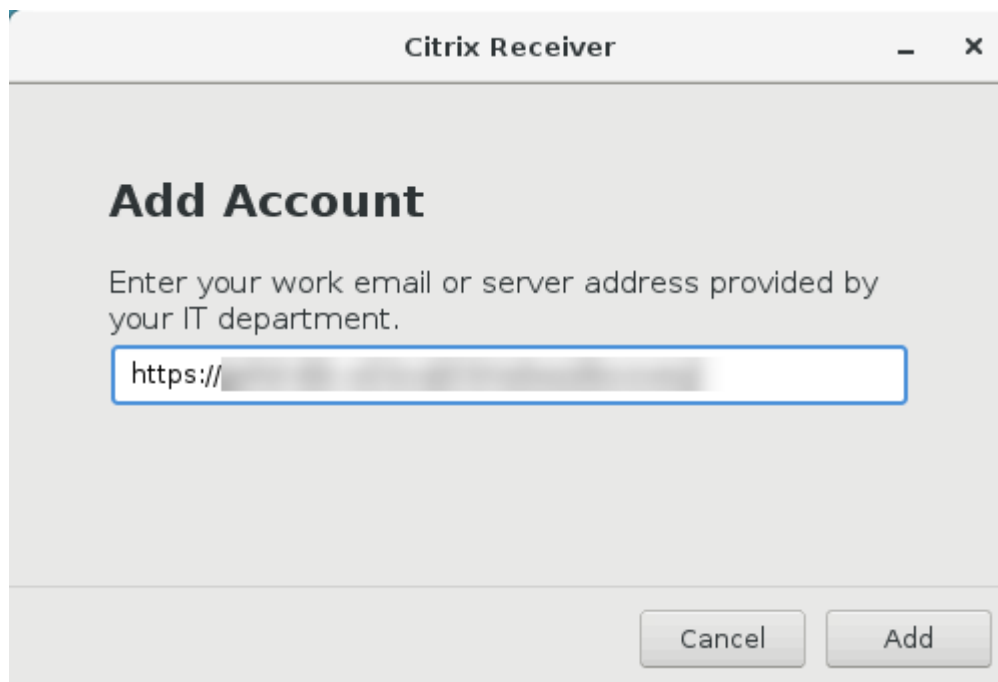 Citrix Receiver
Add Account
Enter your work email or server address provided by
your IT department.
https://
Cancel
Add